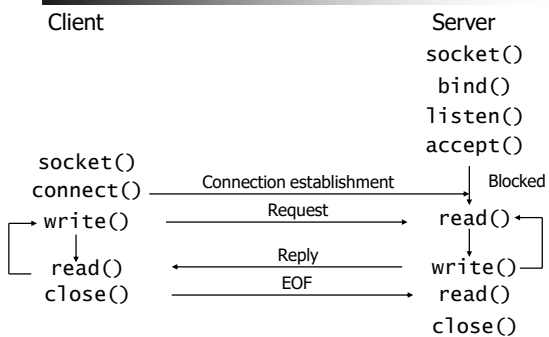 Client Server
socket()
bind()
listen()
accept()
socket()
connect() Connection establishment Blocked
write() Request read()
read() Reply write()
close() EOF read()
close()